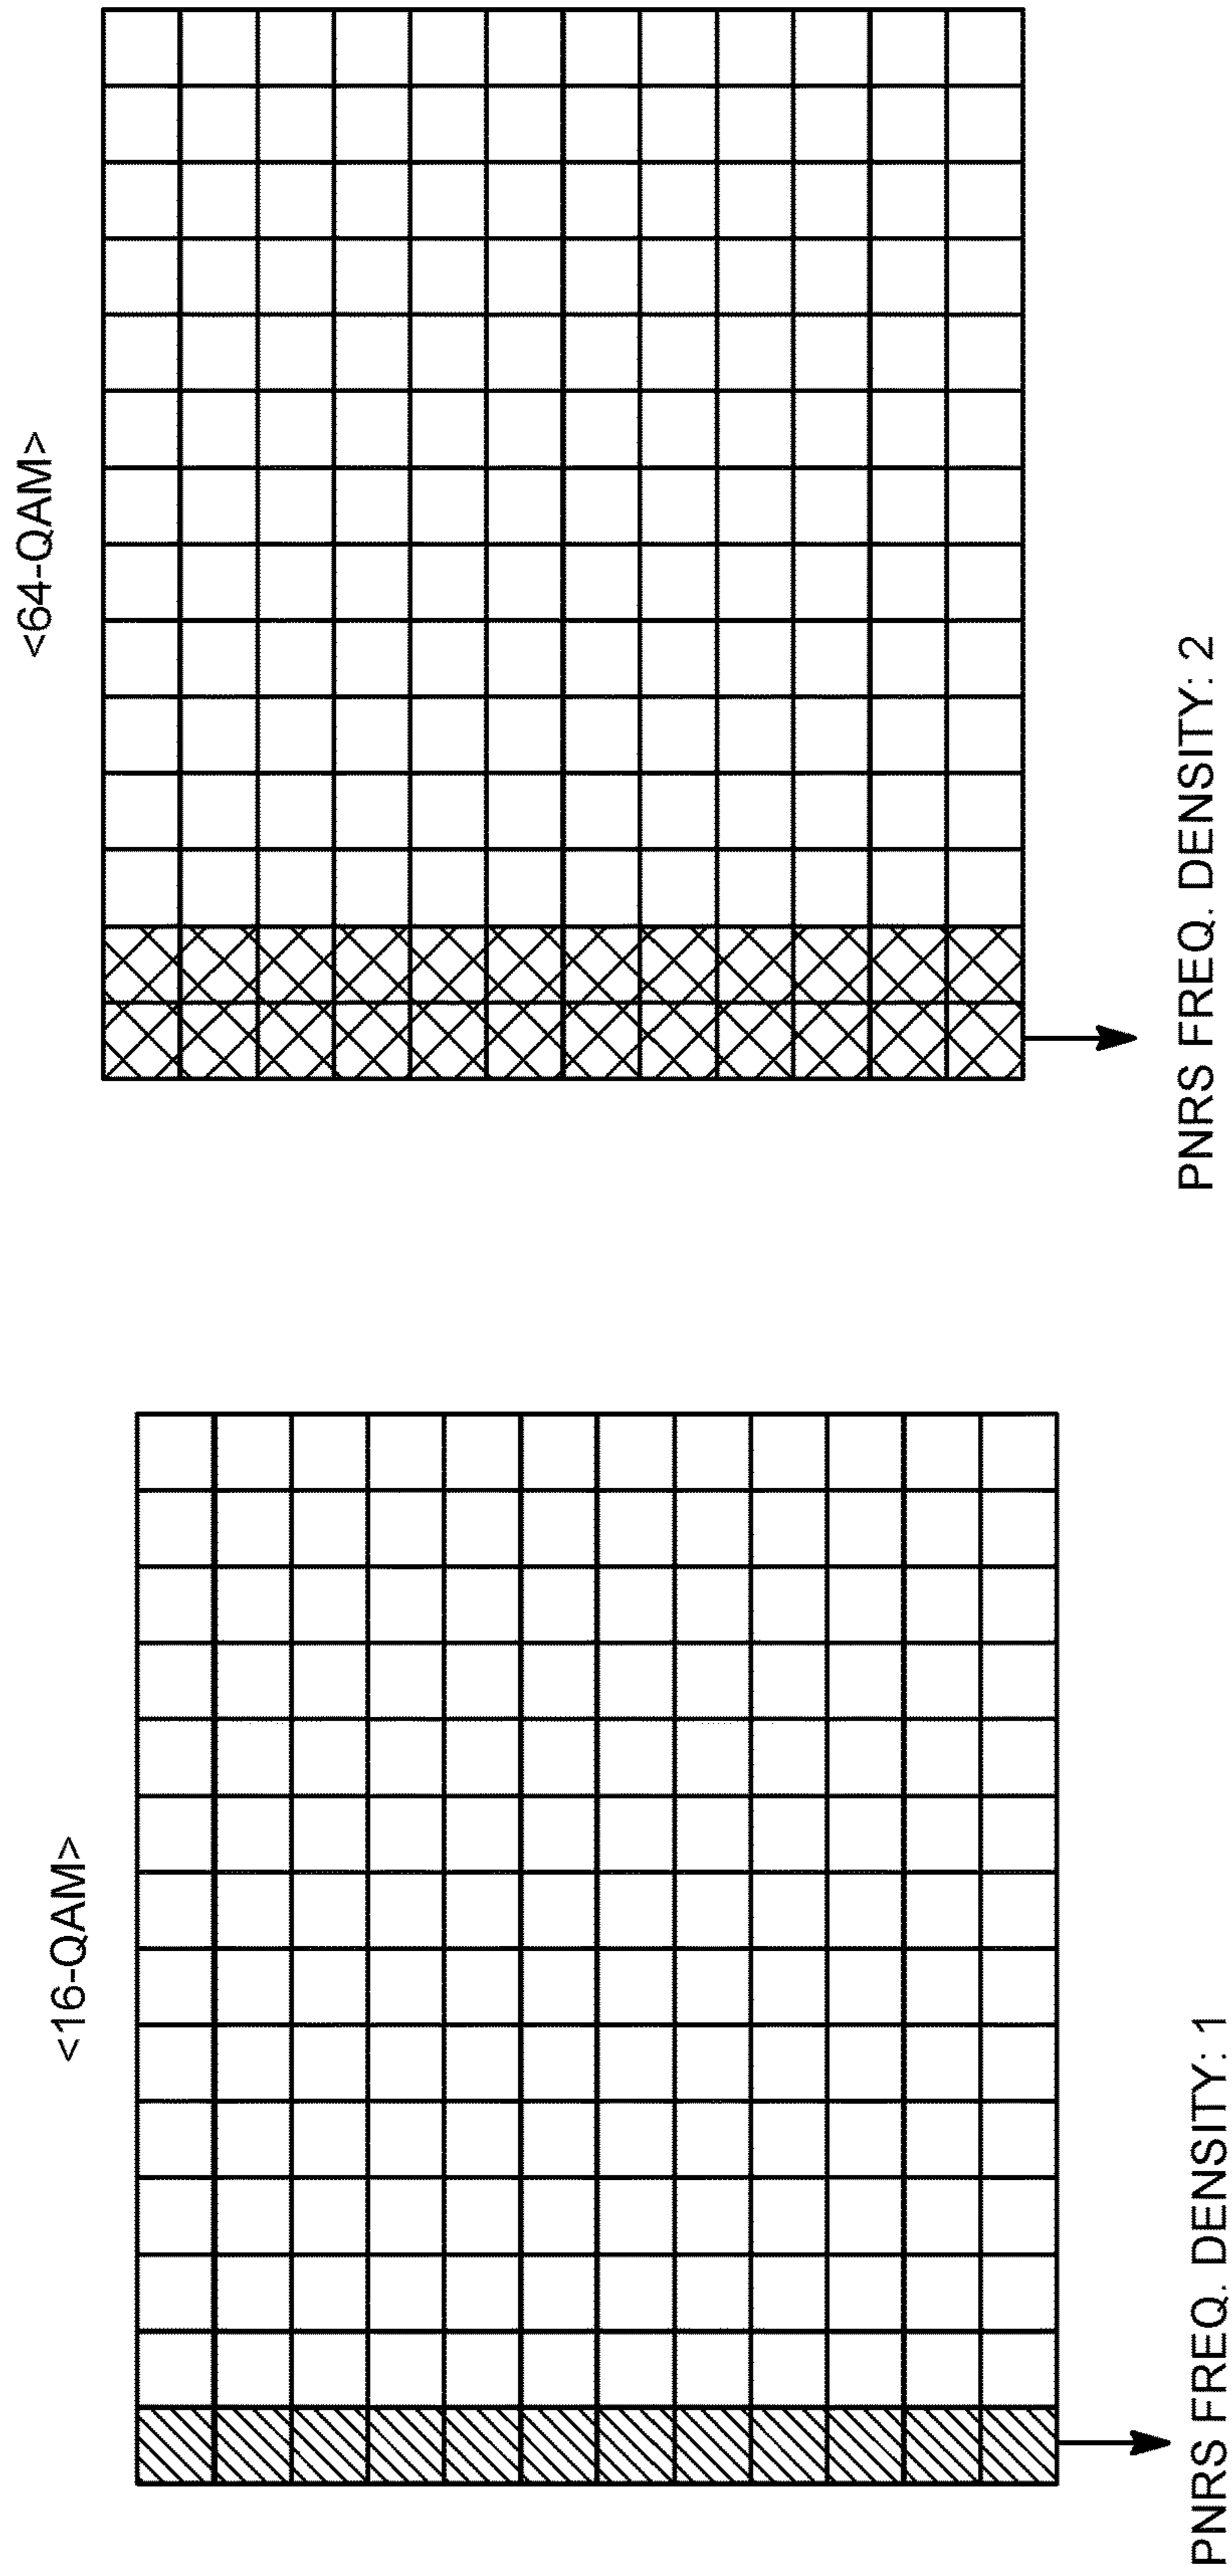 <16-QAM>
PNRS FREQ. DENSITY: 1
<64-QAM>
PNRS FREQ. DENSITY: 2